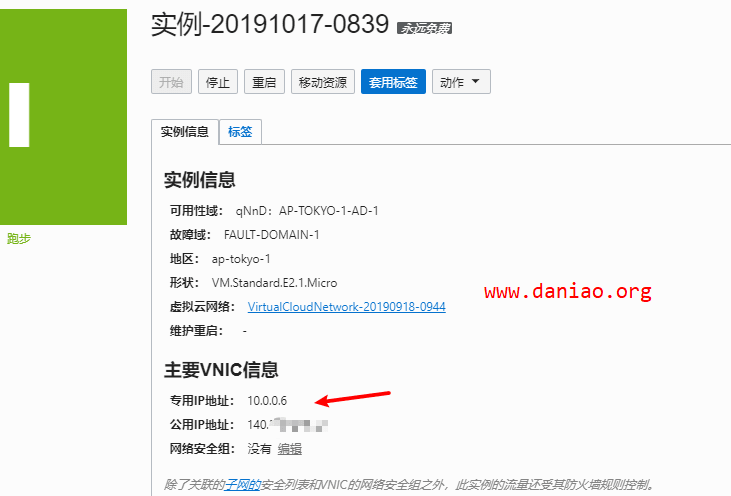 实例-20191017-0839 永远免费
开始 停止 重启 移动资源 套用标签 动作
实例信息 标签
实例信息
可用性域： qNnD：AP-TOKYO-1-AD-1
故障域： FAULT-DOMAIN-1
地区： ap-tokyo-1
形状： VM.Standard.E2.1.Micro
虚拟云网络： VirtualCloudNetwork-20190918-0944
维护重启： -
跑步
www.daniao.org
主要VNIC信息
专用IP地址： 10.0.0.6
公用IP地址： 140.
网络安全组： 没有 编辑
除了关联的子网的安全列表和VNIC的网络安全组之外，此实例的流量还受其防火墙规则控制。